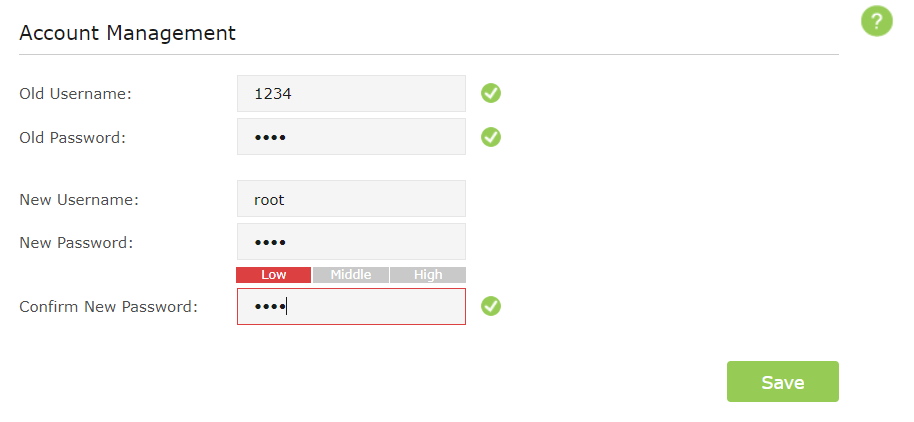 Account Management
?
Old Username: 1234
Old Password: ••••
New Username: root
New Password: ••••
Low Middle High
Confirm New Password: ••••
Save